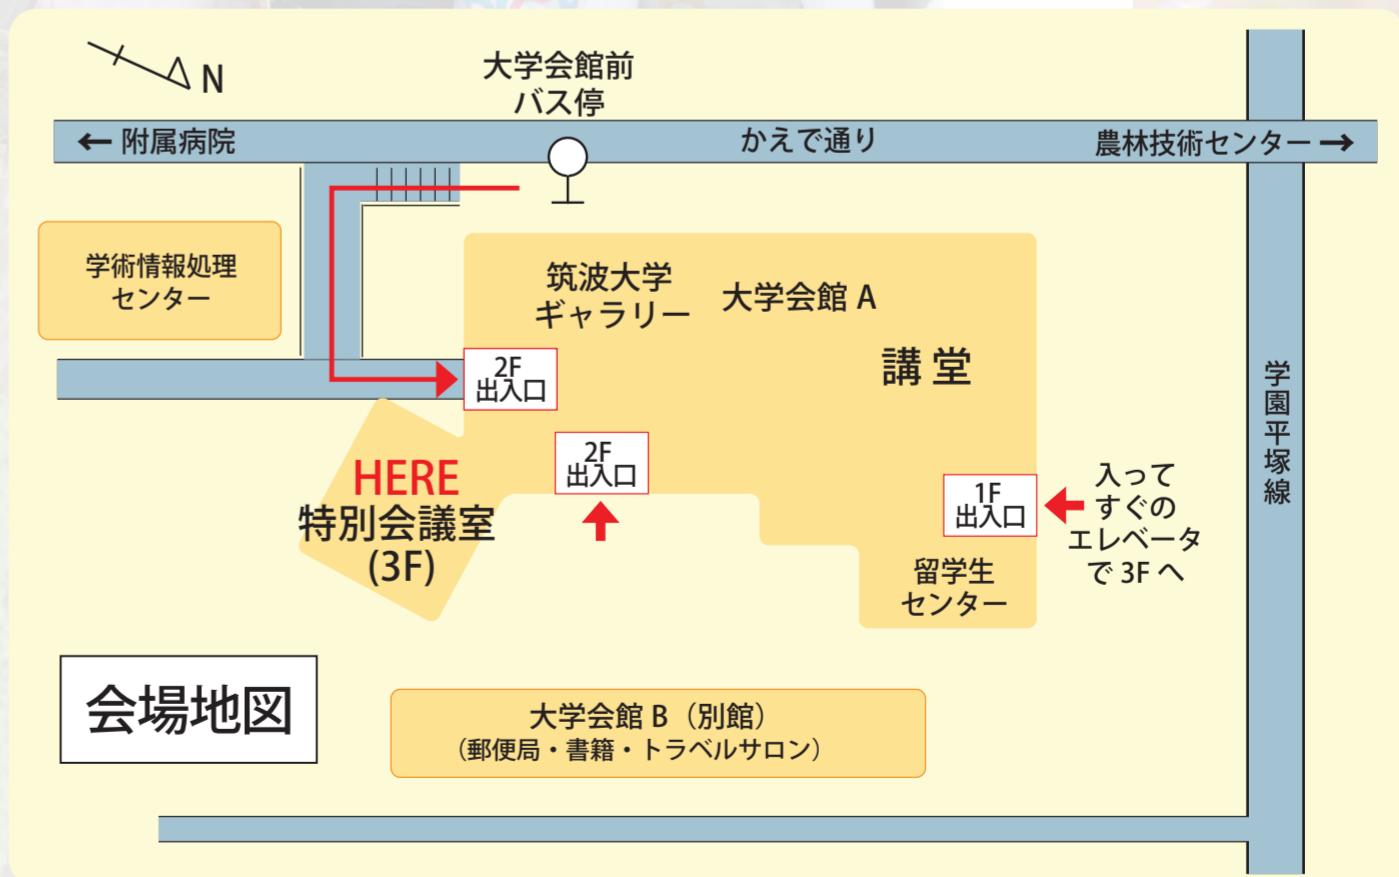 N
大学会館前
バス停
← 附属病院
かえで通り
農林技術センター →
学術情報処理
センター
筑波大学
ギャラリー
大学会館 A
講堂
2F
出入口
2F
出入口
1F
出入口
入って
すぐの
エレベータ
で 3F へ
学園平塚線
HERE
特別会議室
(3F)
留学生
センター
会場地図
大学会館 B（別館）
（郵便局・書籍・トラベルサロン）